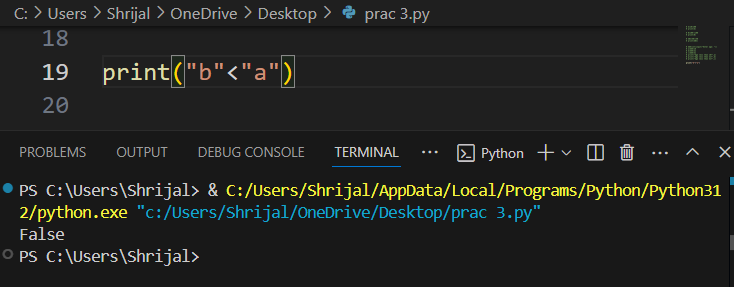 C: > Users > Shrijal > OneDrive > Desktop > prac 3.py
18
19 print("b"<"a")
20
PROBLEMS OUTPUT DEBUG CONSOLE TERMINAL ... Python
PS C:\Users\Shrijal> & C:/Users/Shrijal/AppData/Local/Programs/Python/Python31
2/python.exe "c:/Users/Shrijal/OneDrive/Desktop/prac 3.py"
False
PS C:\Users\Shrijal>